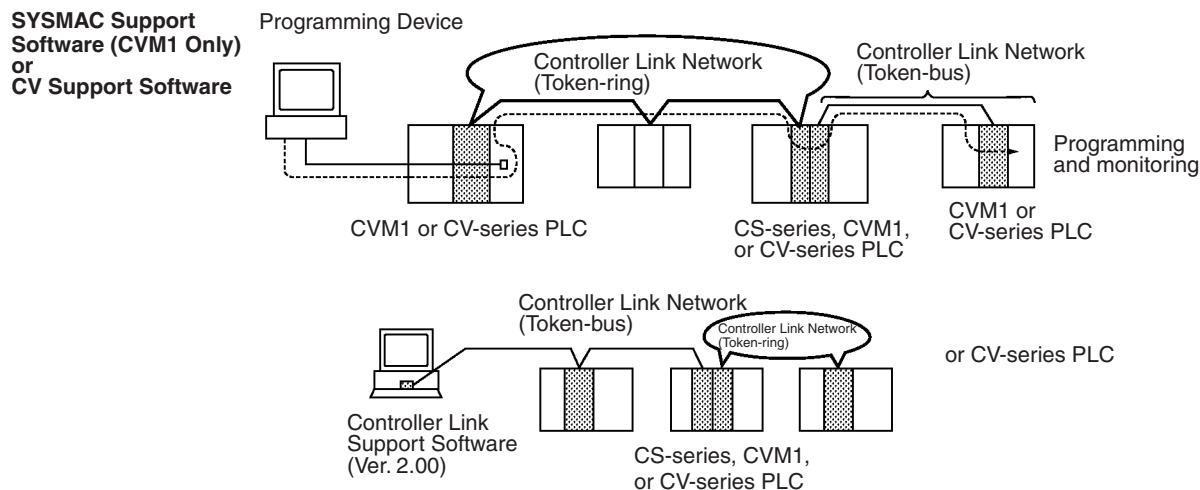 SYSMAC Support
Software (CVM1 Only)
or
CV Support Software
Programming Device
Controller Link Network
(Token-ring)
Controller Link Network
(Token-bus)
Programming
and monitoring
CVM1 or CV-series PLC
CS-series, CVM1,
or CV-series PLC
CVM1 or
CV-series PLC
Controller Link Network
(Token-bus)
Controller Link Network
(Token-ring)
or CV-series PLC
Controller Link
Support Software
(Ver. 2.00)
CS-series, CVM1,
or CV-series PLC